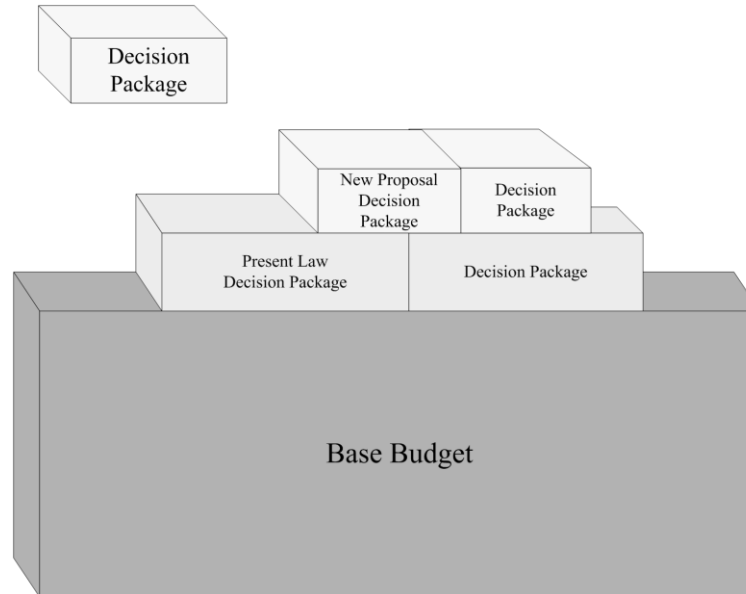 Decision
Package
New Proposal
Decision
Package
Decision
Package
Present Law
Decision Package
Decision Package
Base Budget